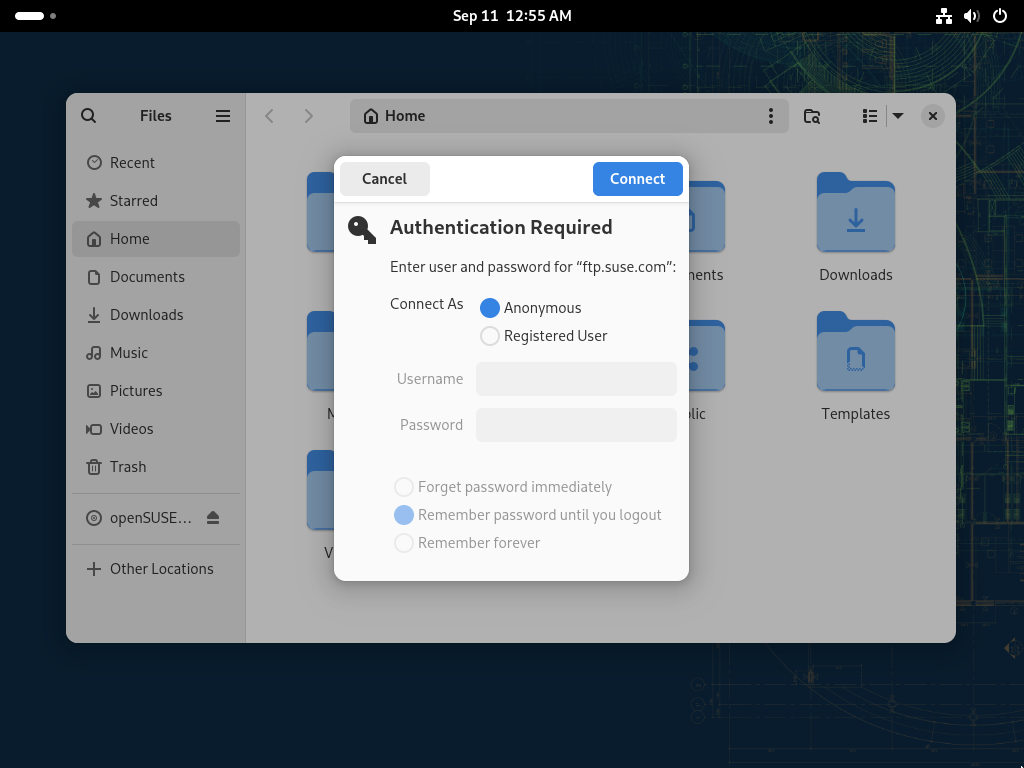 Sep 11 12:55 AM
Files
Home
Recent
Starred
Home
Documents
Downloads
Music
Pictures
Videos
Trash
openSUSE…
Other Locations
Downloads
Templates
Cancel
Connect
Authentication Required
Enter user and password for “ftp.suse.com”:
Connect As
Anonymous
Registered User
Username
Password
Forget password immediately
Remember password until you logout
Remember forever